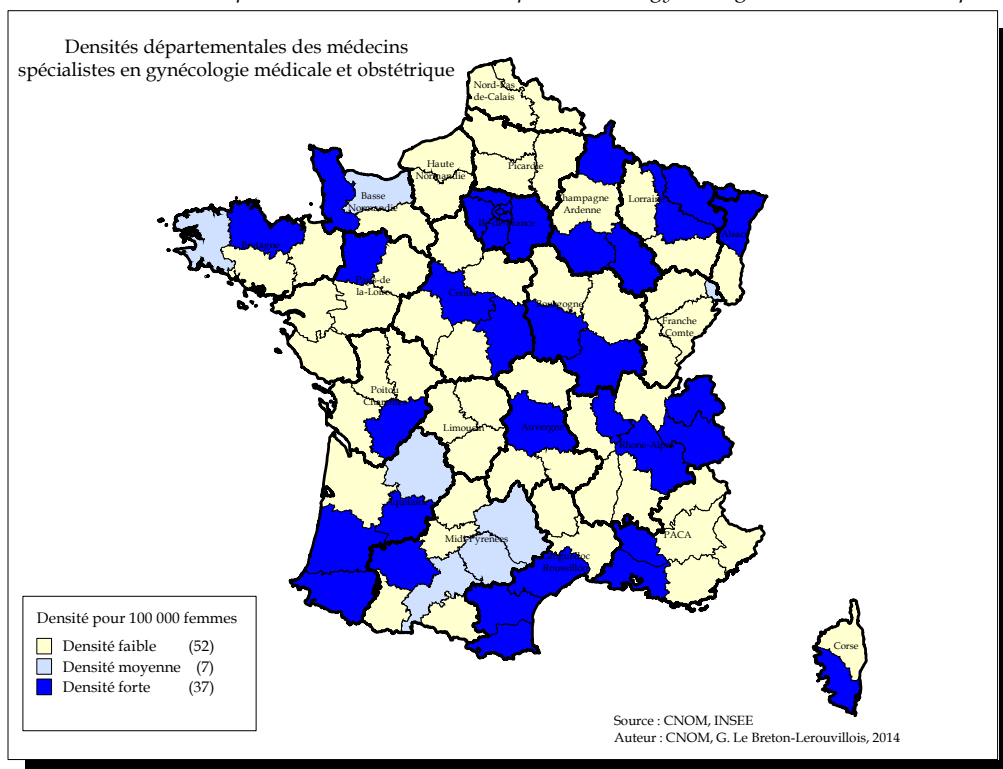 Densités départementales des médecins
spécialistes en gynécologie médicale et obstétrique
Nord-Pas
de-Calais
Haute
Normandie
Picardie
Basse
Normandie
Champagne
Ardenne
Lorraine
Alsace
Bretagne
Pays-de
la-Loire
Centre
Bourgogne
Franche
Comte
Poitou
Limousin
Auvergne
Rhône-Alpes
Aquitaine
Midi-Pyrénées
PACA
Languedoc
Roussillon
Corse
Densité pour 100 000 femmes
Densité faible (52)
Densité moyenne (7)
Densité forte (37)
Source : CNOM, INSEE
Auteur : CNOM, G. Le Breton-Lerouvillois, 2014